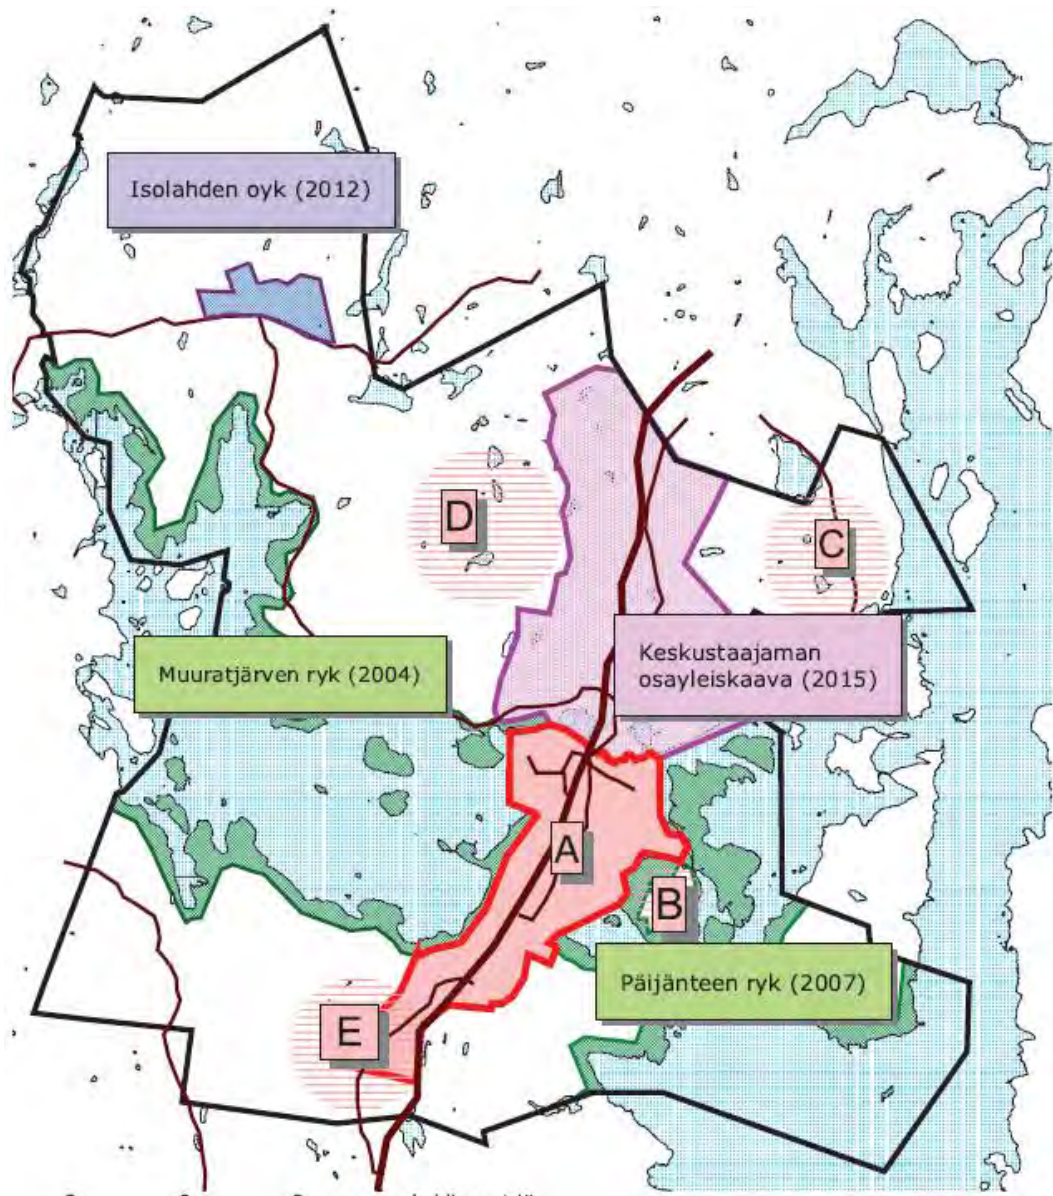 Isolahden oyk (2012)
D
C
Muuratjärven ryk (2004)
Keskustaajaman
osayleiskaava (2015)
A
B
Päijänteen ryk (2007)
E